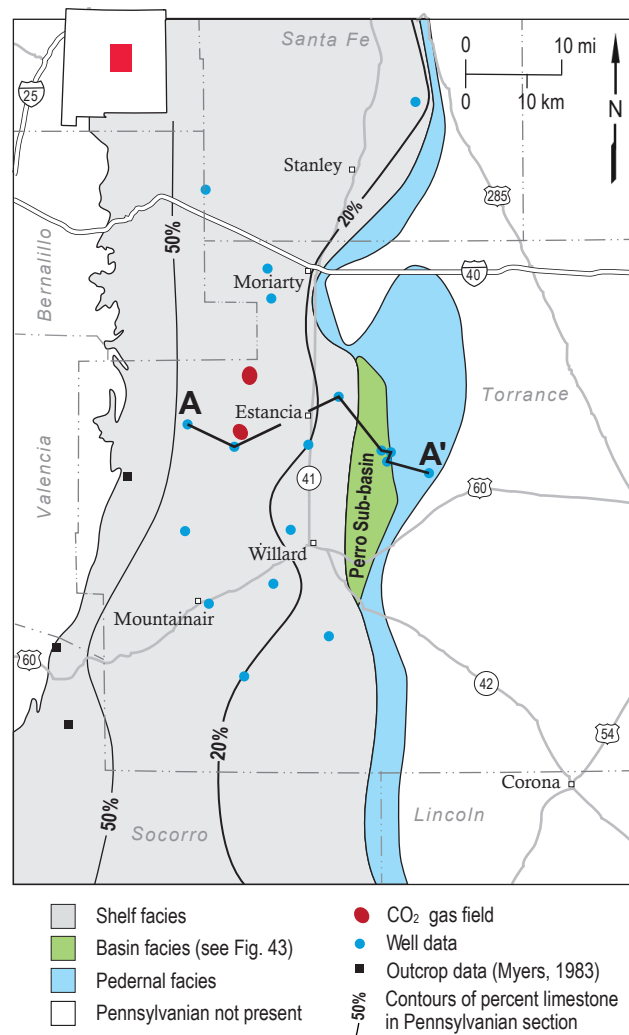 Santa Fe
0 10 mi
0 10 km
N
25
Stanley
285
50%
20%
Bernalillo
Moriarty
40
A
Estancia
Torrance
A'
Valencia
41
60
Perro Sub-basin
Willard
Mountainair
60
42
54
20%
50%
Corona
Socorro
Lincoln
Shelf facies
Basin facies (see Fig. 43)
Pedernal facies
Pennsylvanian not present
CO₂ gas field
Well data
Outcrop data (Myers, 1983)
50%
Contours of percent limestone
in Pennsylvanian section